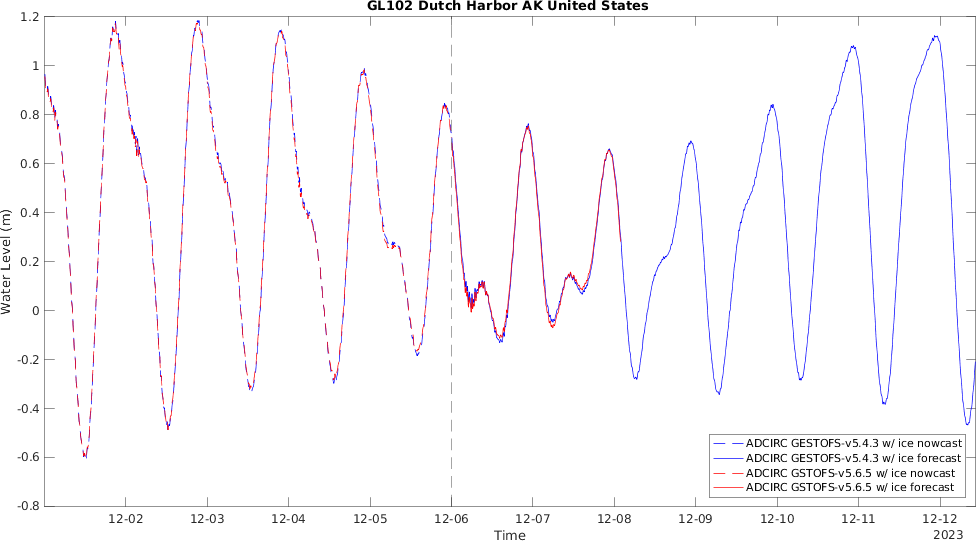 GL102 Dutch Harbor AK United States
1.2
1
0.8
0.6
0.4
0.2
0
-0.2
-0.4
-0.6
-0.8
Water Level (m)
ADCIRC GESTOFS-v5.4.3 w/ ice nowcast
ADCIRC GESTOFS-v5.4.3 w/ ice forecast
ADCIRC GSTOFS-v5.6.5 w/ ice nowcast
ADCIRC GSTOFS-v5.6.5 w/ ice forecast
12-02 12-03 12-04 12-05 12-06 12-07 12-08 12-09 12-10 12-11 12-12
Time
2023